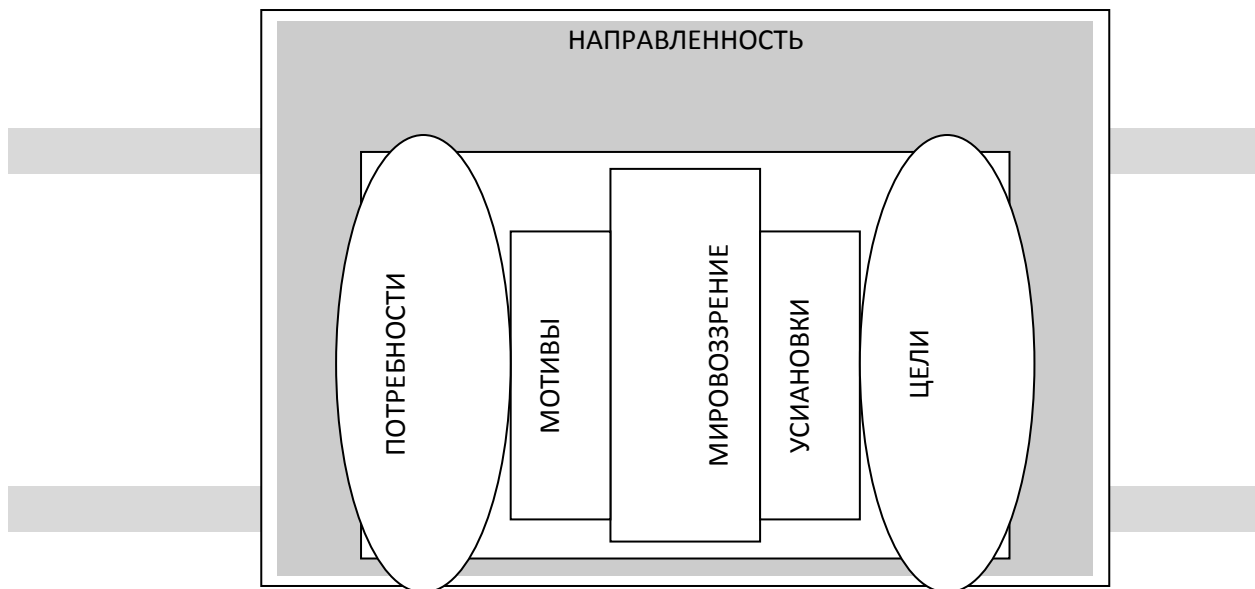 НАПРАВЛЕННОСТЬ
ПОТРЕБНОСТИ
МОТИВЫ
МИРОВОЗЗРЕНИЕ
УСИАНОВКИ
ЦЕЛИ